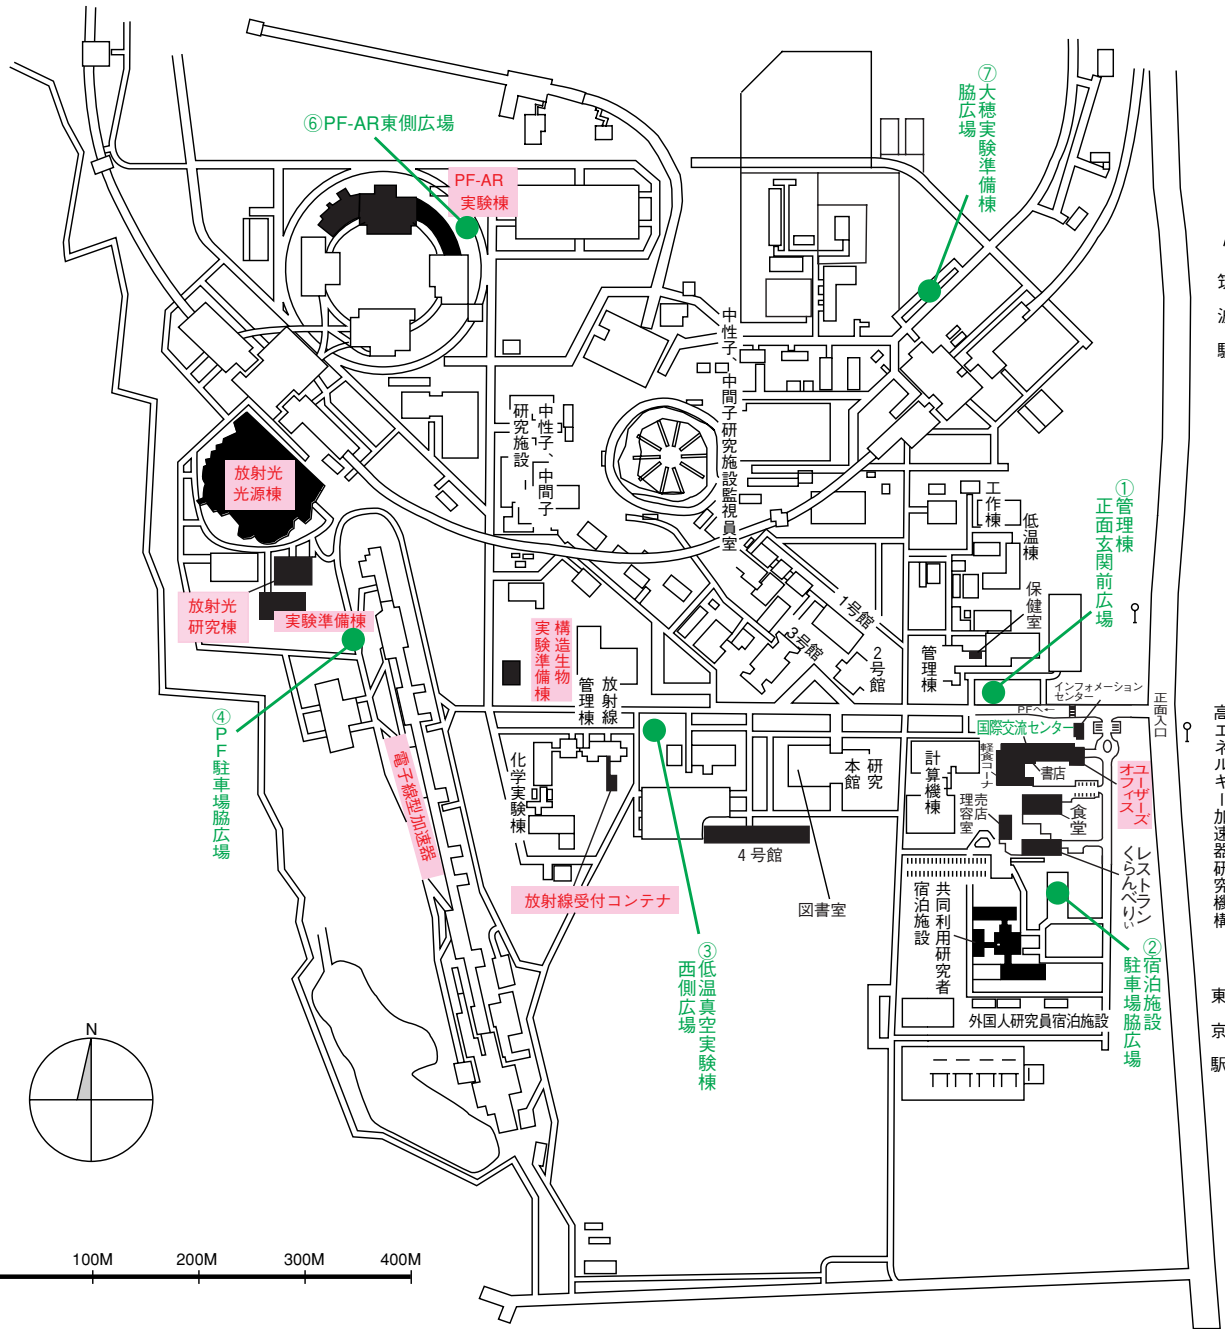 ⑥PF-AR東側広場
PF-AR
実験棟
⑦大穂実験準備棟
脇広場
中性子、中間子研究施設監視員室
中性子、中間子
研究施設
放射光
光源棟
放射光
研究棟
実験準備棟
④PF駐車場脇広場
電子線型加速器
構造生物
実験準備棟
放射線
管理棟
化学実験棟
放射線受付コンテナ
③低温真空実験棟
西側広場
4号館
図書室
研究
本館
1号館
3号館
2号館
工作棟
低温棟
保健室
管理棟
①管理棟
正面玄関前広場
インフォメーション
センター
PFへ←
国際交流センター
正面入口
計算機棟
軽食コーナ
書店
ユーザーズ
オフィス
売店
理容室
食堂
レストラン
くらんべりぃ
共同利用研究者
宿泊施設
②宿泊施設
駐車場脇広場
外国人研究員宿泊施設
高エネルギー加速器研究機構
東京駅
N
100M
200M
300M
400M